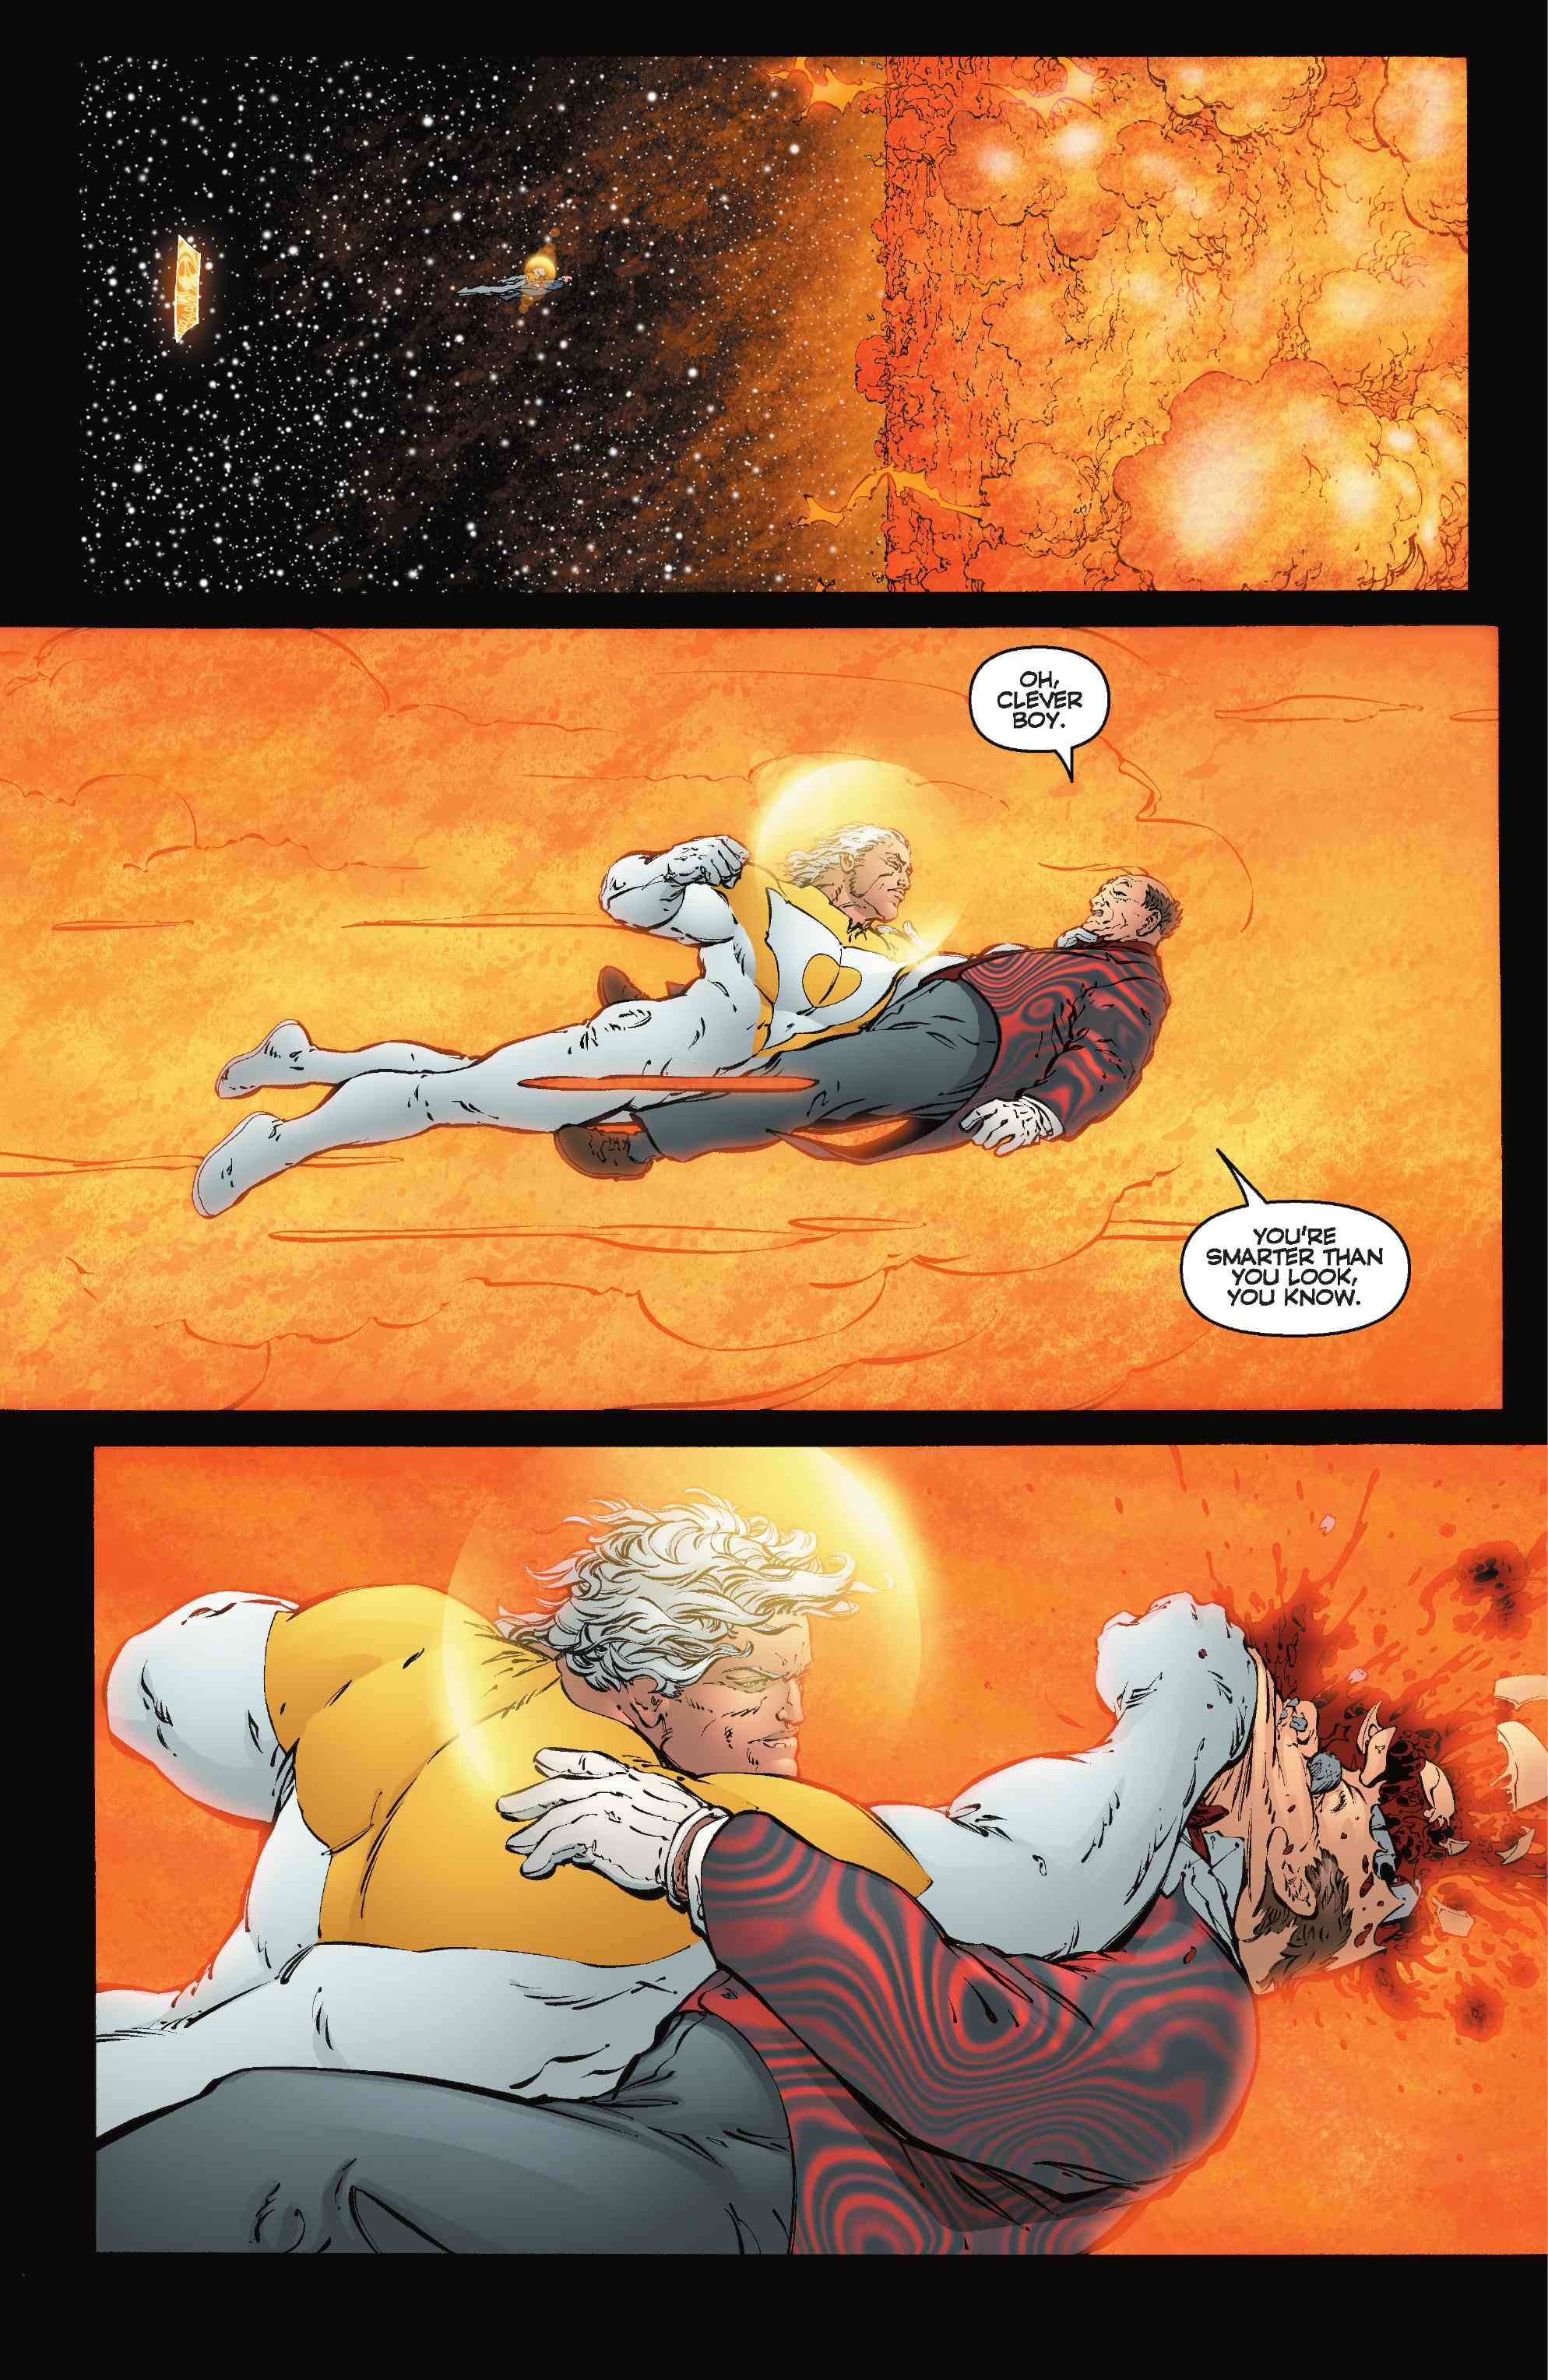 OH,
CLEVER
BOY.
YOU'RE
SMARTER THAN
YOU LOOK,
YOU KNOW.